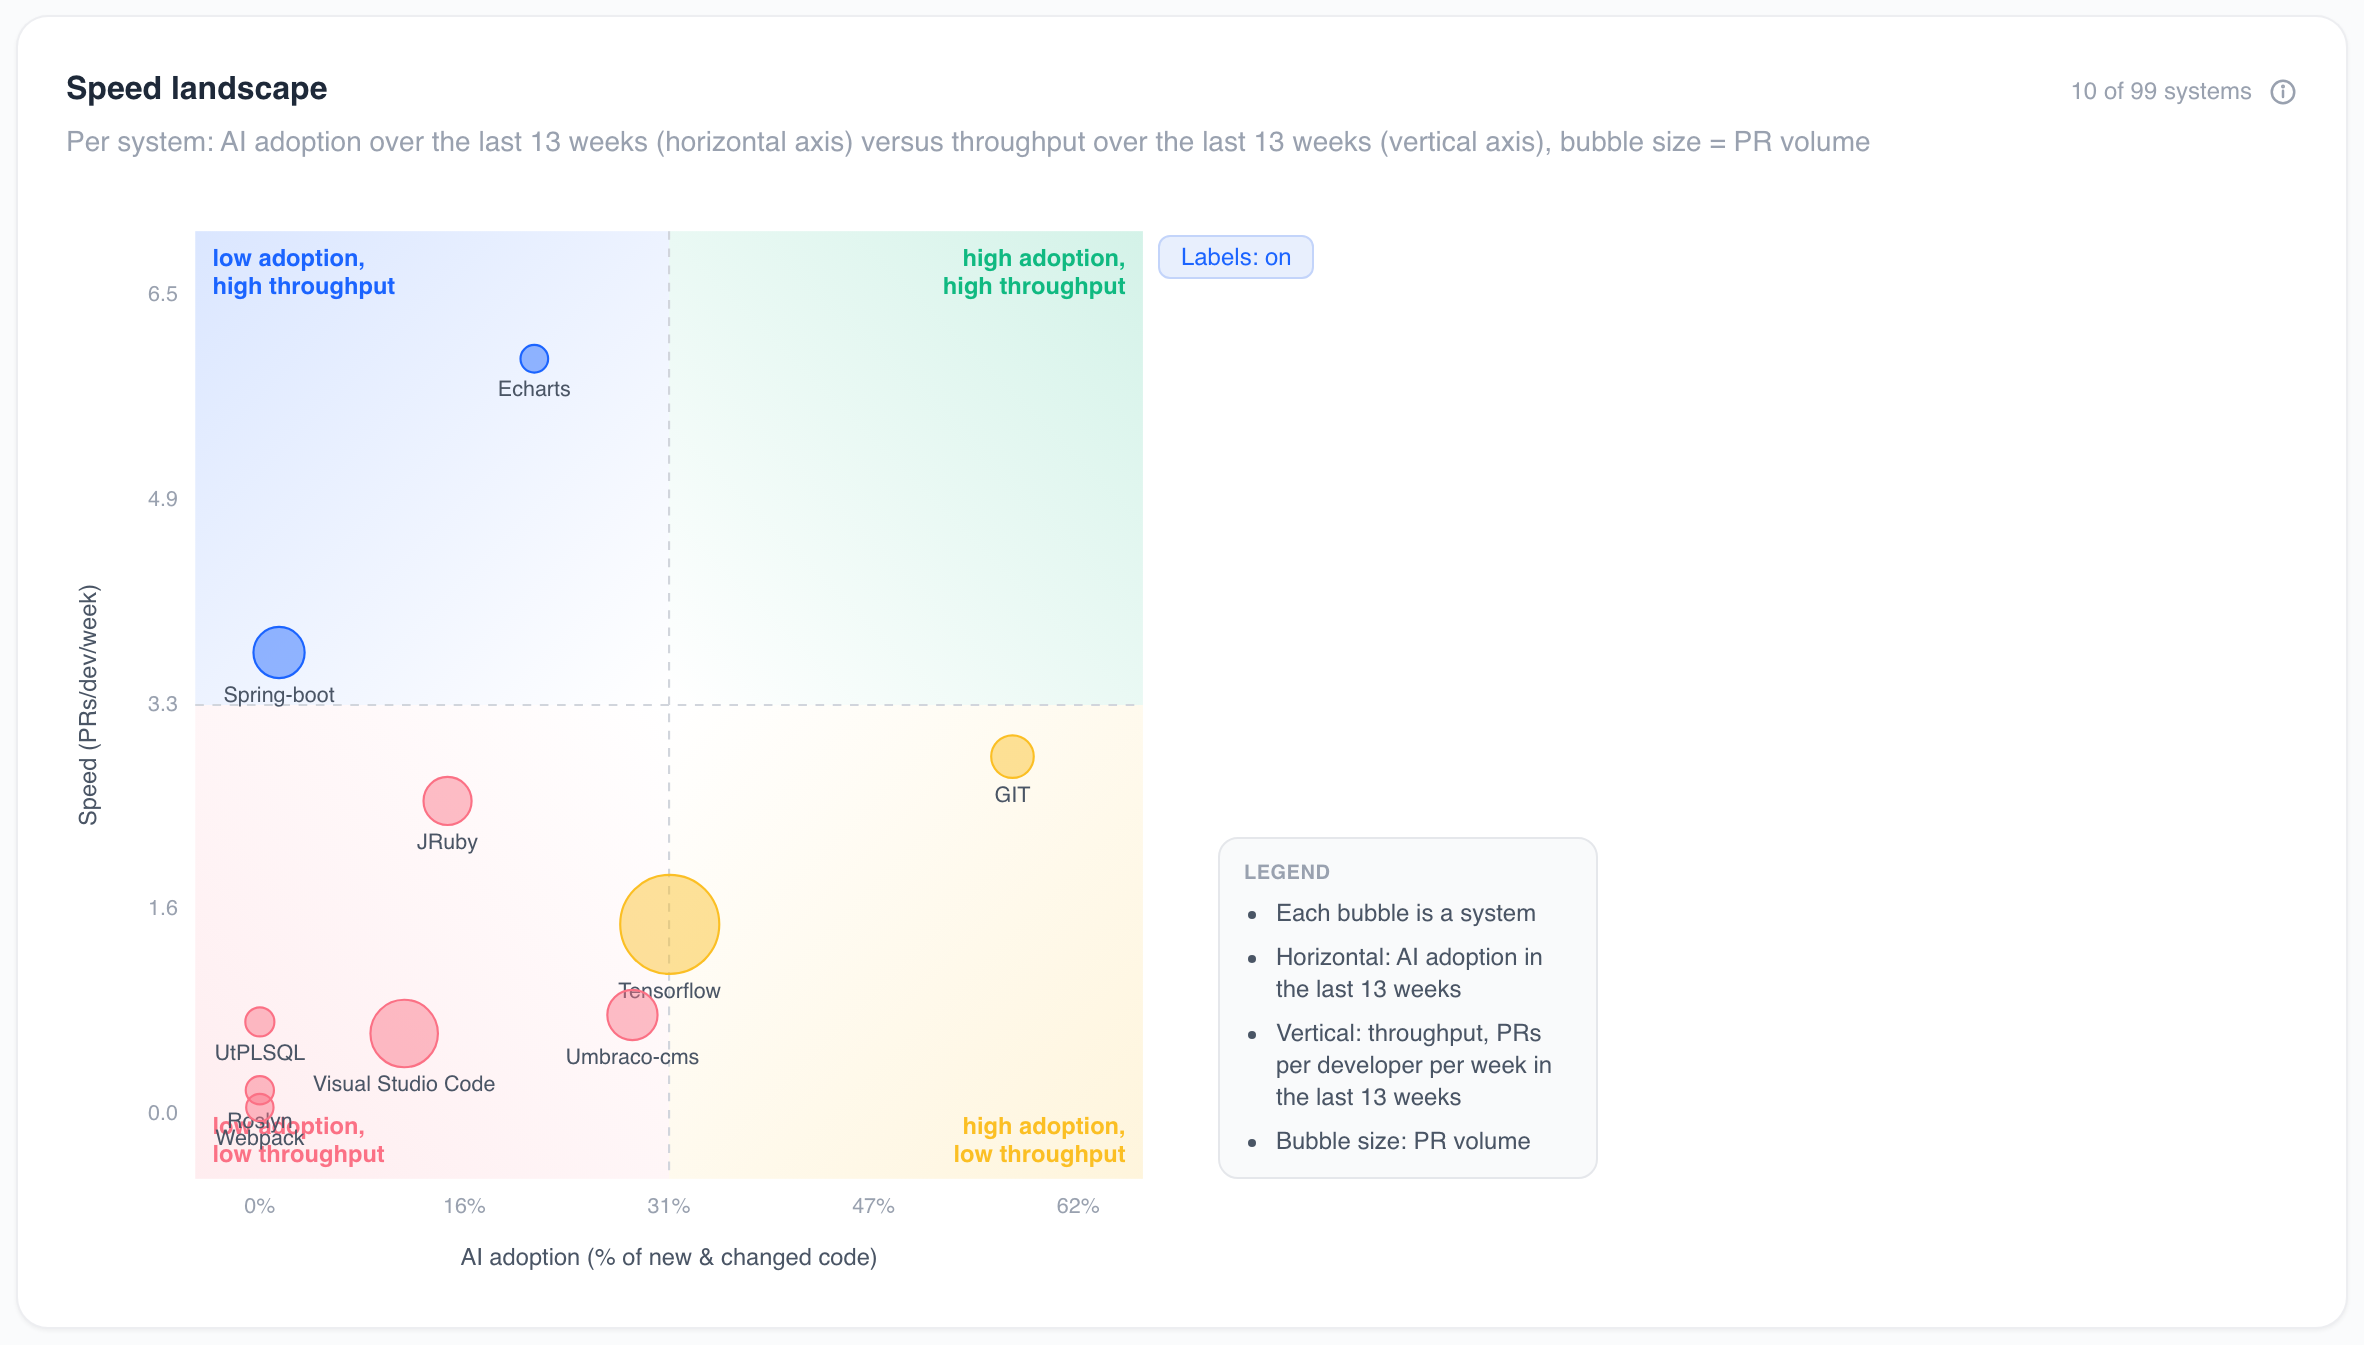 Speed landscape
10 of 99 systems
Per system: AI adoption over the last 13 weeks (horizontal axis) versus throughput over the last 13 weeks (vertical axis), bubble size = PR volume
low adoption,
high throughput
high adoption,
high throughput
Labels: on
6.5
4.9
3.3
1.6
0.0
Speed (PRs/dev/week)
Echarts
Spring-boot
GIT
JRuby
Tensorflow
Umbraco-cms
UtPLSQL
Visual Studio Code
Roslyn
Webpack
low adoption,
low throughput
high adoption,
low throughput
0%
16%
31%
47%
62%
AI adoption (% of new & changed code)
LEGEND
• Each bubble is a system
• Horizontal: AI adoption in
the last 13 weeks
• Vertical: throughput, PRs
per developer per week in
the last 13 weeks
• Bubble size: PR volume